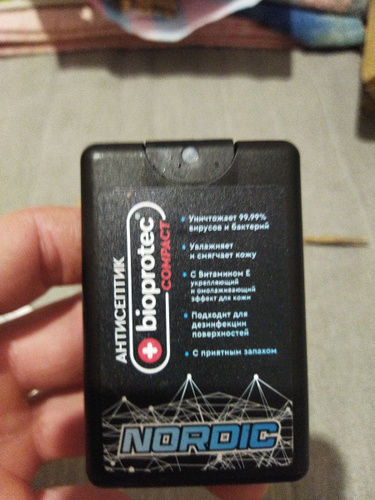 АНТИСЕПТИК
bioprotec®
COMPACT
Уничтожает 99.99%
вирусов и бактерий
Увлажняет
и смягчает кожу
С Витамином Е
укрепляющий
и омолаживающий
эффект для кожи
Подходит для
дезинфекции
поверхностей
С приятным запахом
NORDIC